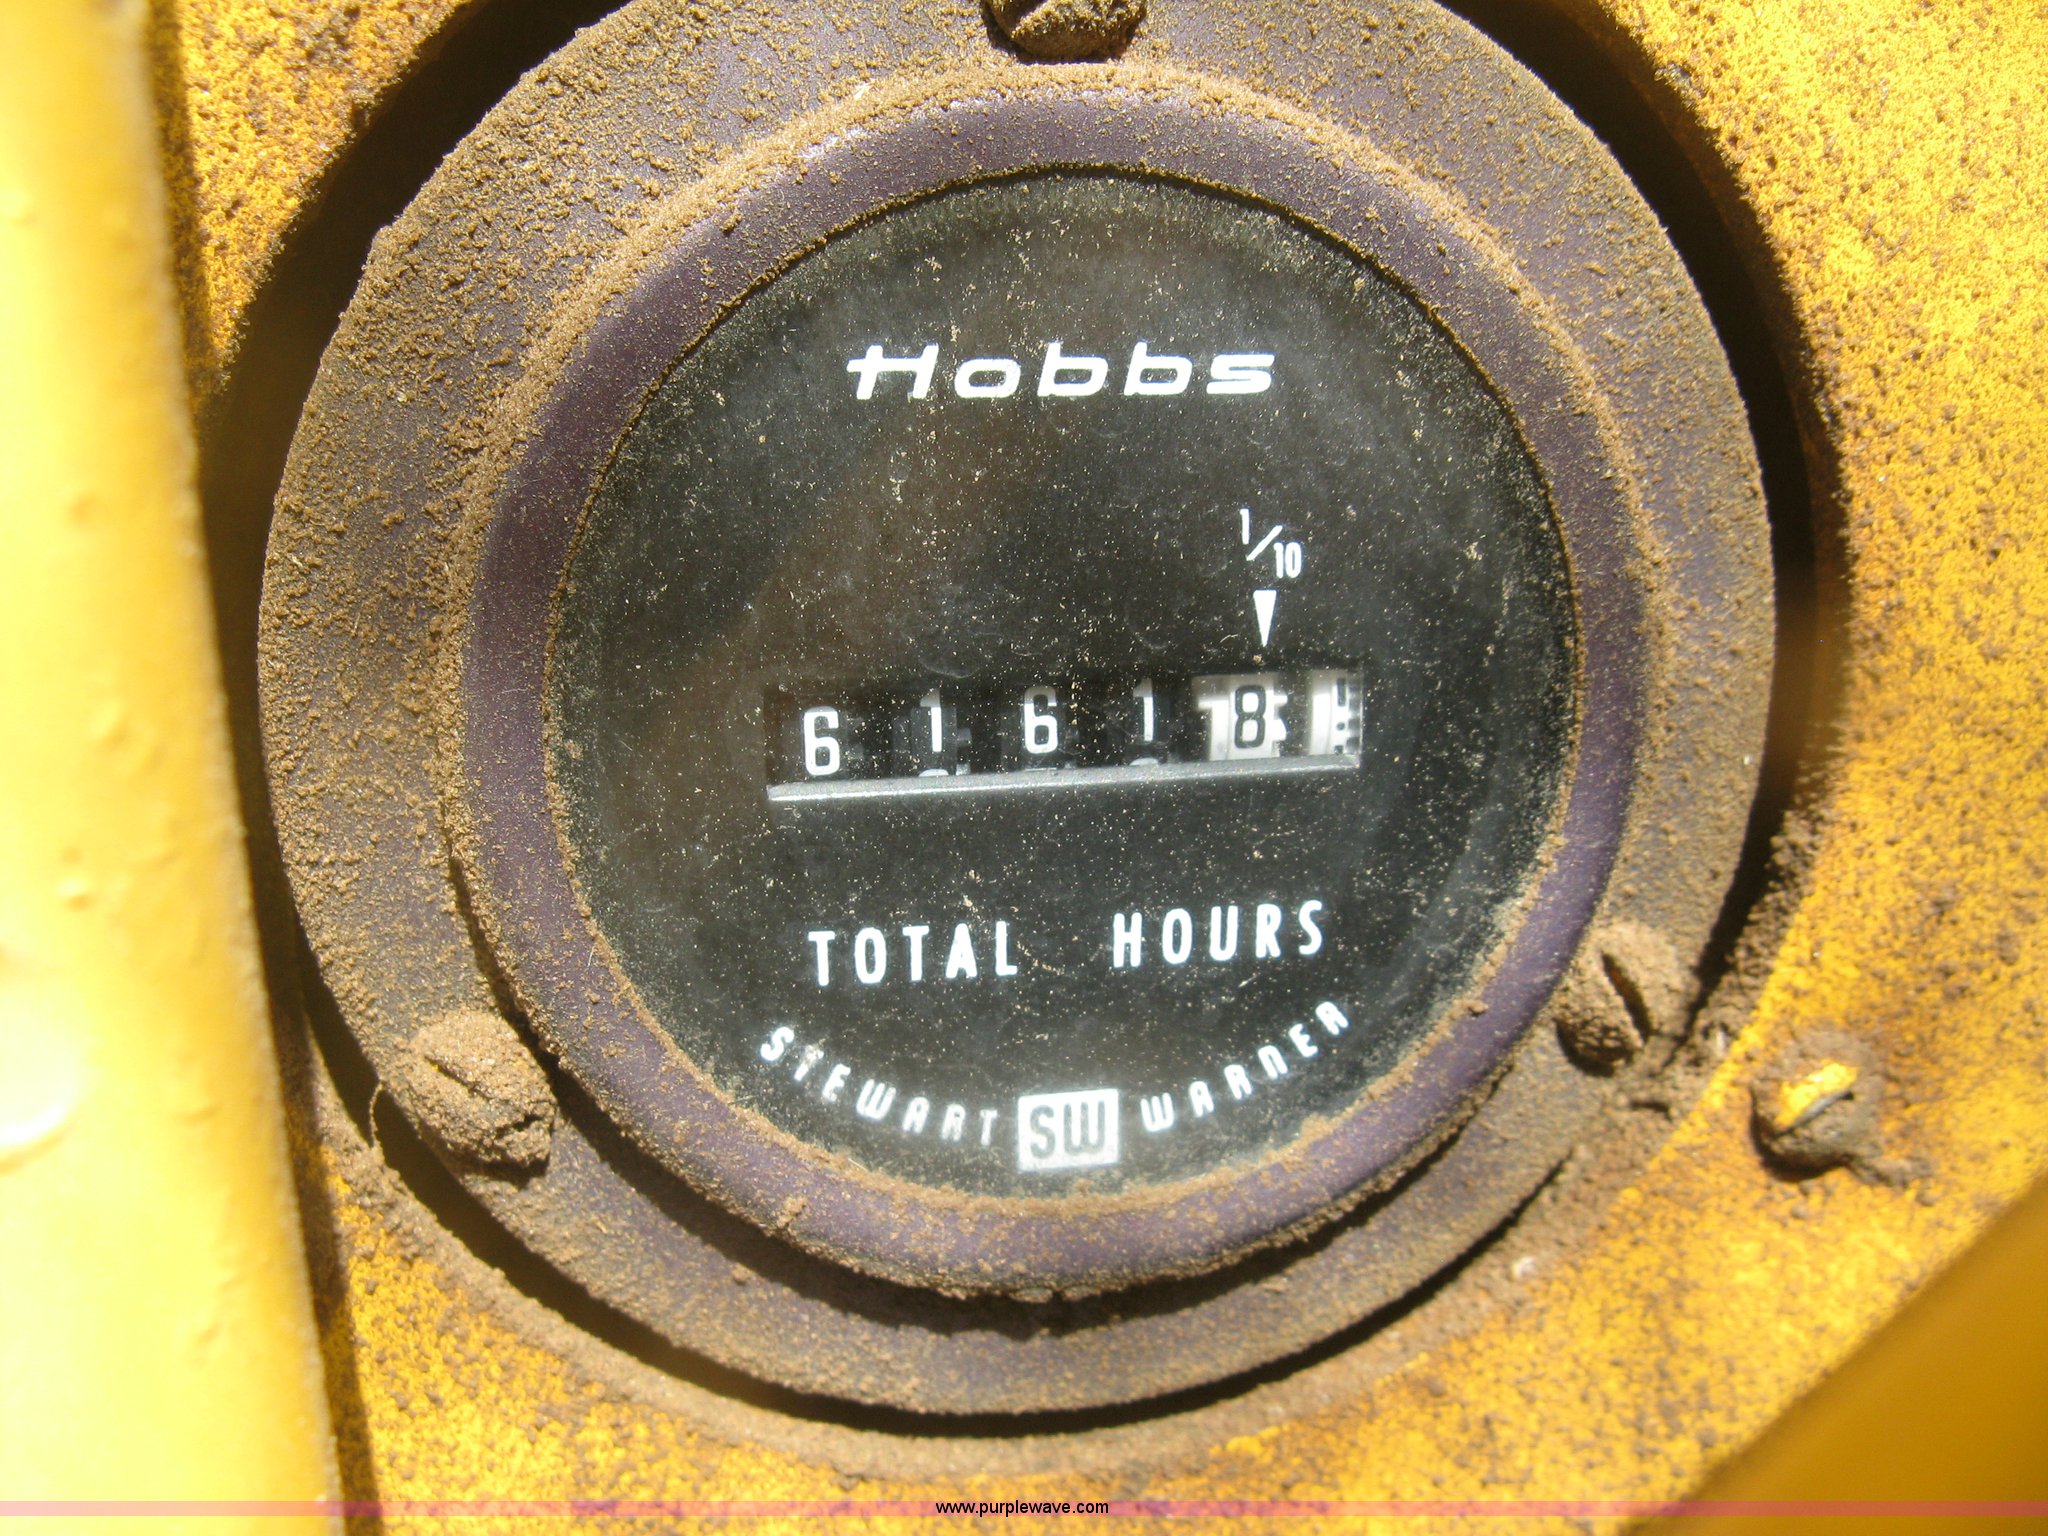 Hobbs
1/10
6 1 6 1 8
TOTAL HOURS
STEWART SW WARNER
www.purplewave.com